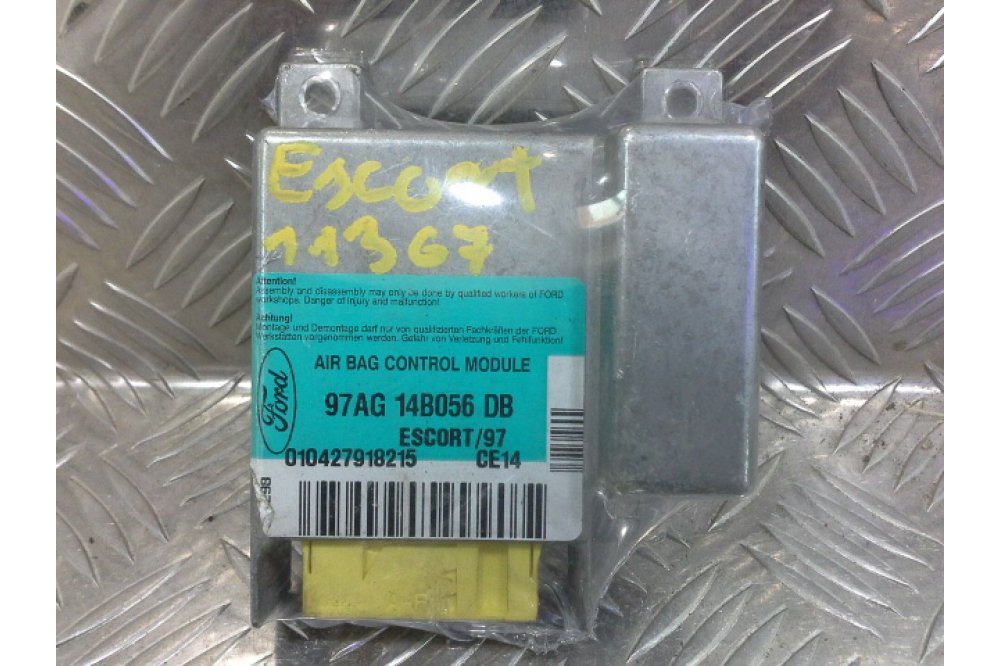 Escort
11367
Attention!
Assembly and disassembly may only be done by qualified workers of FORD
workshops. Danger of injury and malfunction!
Achtung!
Montage und Demontage darf nur von qualifizierten Fachkräften der FORD
Werkstätten vorgenommen werden. Gefahr von Verletzung und Fehlfunktion!
Ford
AIR BAG CONTROL MODULE
97AG 14B056 DB
ESCORT/97
010427918215 CE14